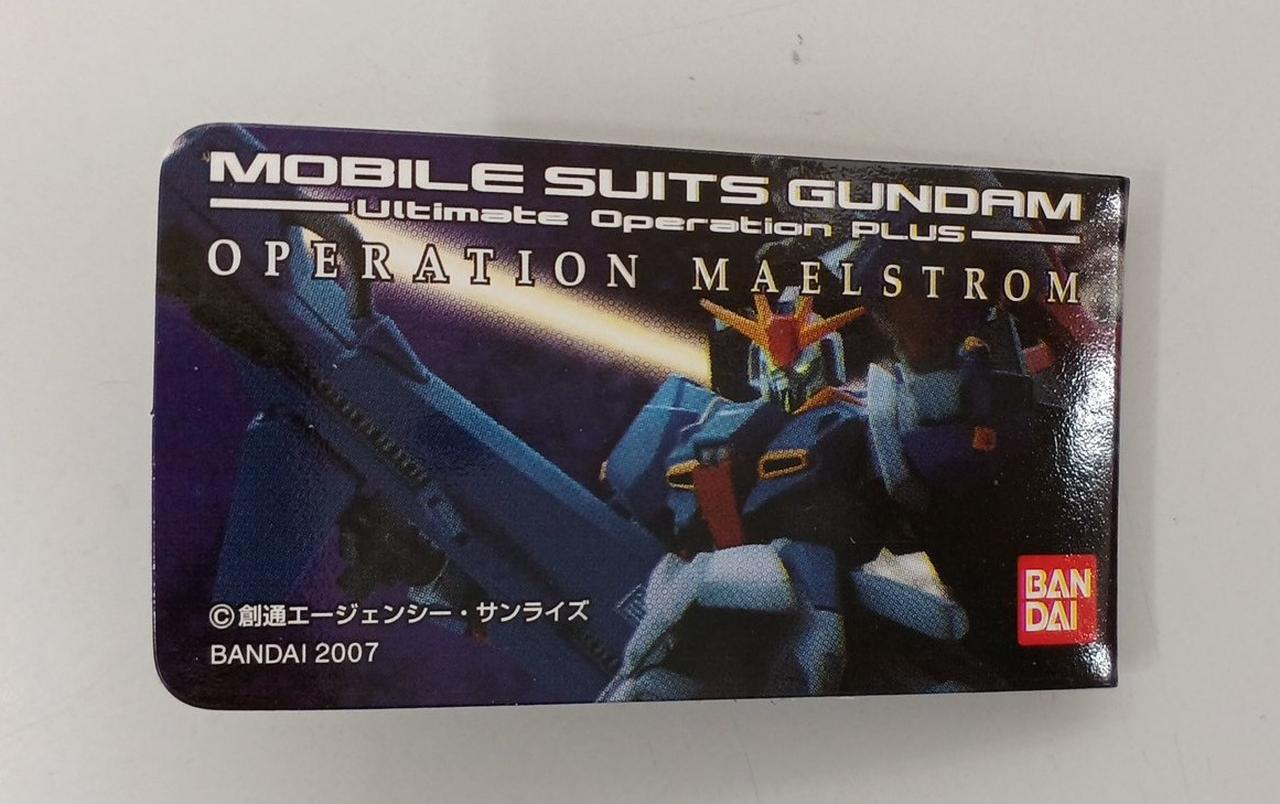 MOBILE SUITS GUNDAM
Ultimate Operation PLUS
OPERATION MAELSTROM
©創通エージェンシー・サンライズ
BANDAI 2007
BAN
DAI